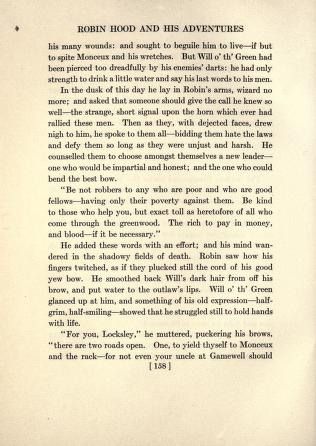 ROBIN HOOD AND HIS ADVENTURES
his many wounds: and sought to beguile him to live—if but
to spite Monceux and his wretches. But Will o' th' Green had
been pierced too dreadfully by his enemies' darts: he had only
strength to drink a little water and say his last words to his men.
In the dusk of this day he lay in Robin's arms, wizard no
more; and asked that someone should give the call he knew so
well—the strange, short signal upon the horn which ever had
rallied these men. Then as they, with dejected faces, drew
nigh to him, he spoke to them all—bidding them hate the laws
and defy them so long as they were unjust and harsh. He
counselled them to choose amongst themselves a new leader—
one who would be impartial and honest; and the one who could
bend the best bow.
"Be not robbers to any who are poor and who are good
fellows—having only their poverty against them. Be kind
to those who help you, but exact toll as heretofore of all who
come through the greenwood. The rich to pay in money,
and blood—if it be necessary."
He added these words with an effort; and his mind wan-
dered in the shadowy fields of death. Robin saw how his
fingers twitched, as if they plucked still the cord of his good
yew bow. He smoothed back Will's dark hair from off his
brow, and put water to the outlaw's lips. Will o' th' Green
glanced up at him, and something of his old expression—half-
grim, half-smiling—showed that he struggled still to hold hands
with life.
"For you, Locksley," he muttered, puckering his brows,
"there are two roads open. One, to yield thyself to Monceux
and the rack—for not even your uncle at Gamewell should
[158]